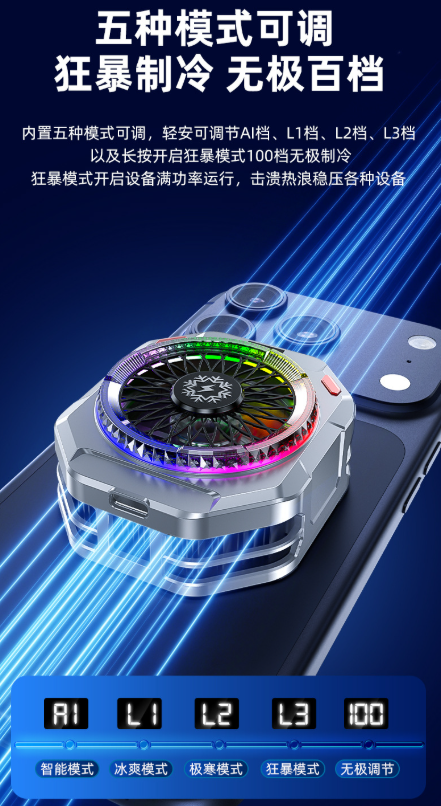 五种模式可调
狂暴制冷 无极百档
内置五种模式可调，轻安可调节AI档、L1档、L2档、L3档
以及长按开启狂暴模式100档无极制冷
狂暴模式开启设备满功率运行，击溃热浪稳压各种设备
AI L1 L2 L3 100
智能模式 冰爽模式 极寒模式 狂暴模式 无极调节